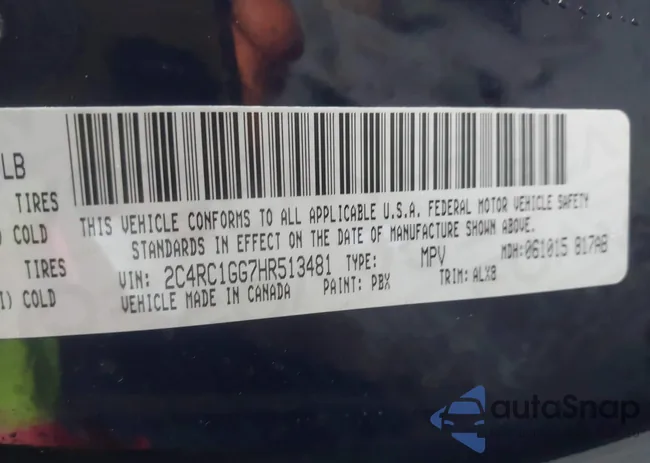 LB
TIRES
COLD
TIRES
) COLD
THIS VEHICLE CONFORMS TO ALL APPLICABLE U.S.A. FEDERAL MOTOR VEHICLE SAFETY
STANDARDS IN EFFECT ON THE DATE OF MANUFACTURE SHOWN ABOVE.
VIN: 2C4RC1GG7HR513481 TYPE: MPV MDH:061015 817AB
VEHICLE MADE IN CANADA PAINT: PBX TRIM: ALX8
autoSnap